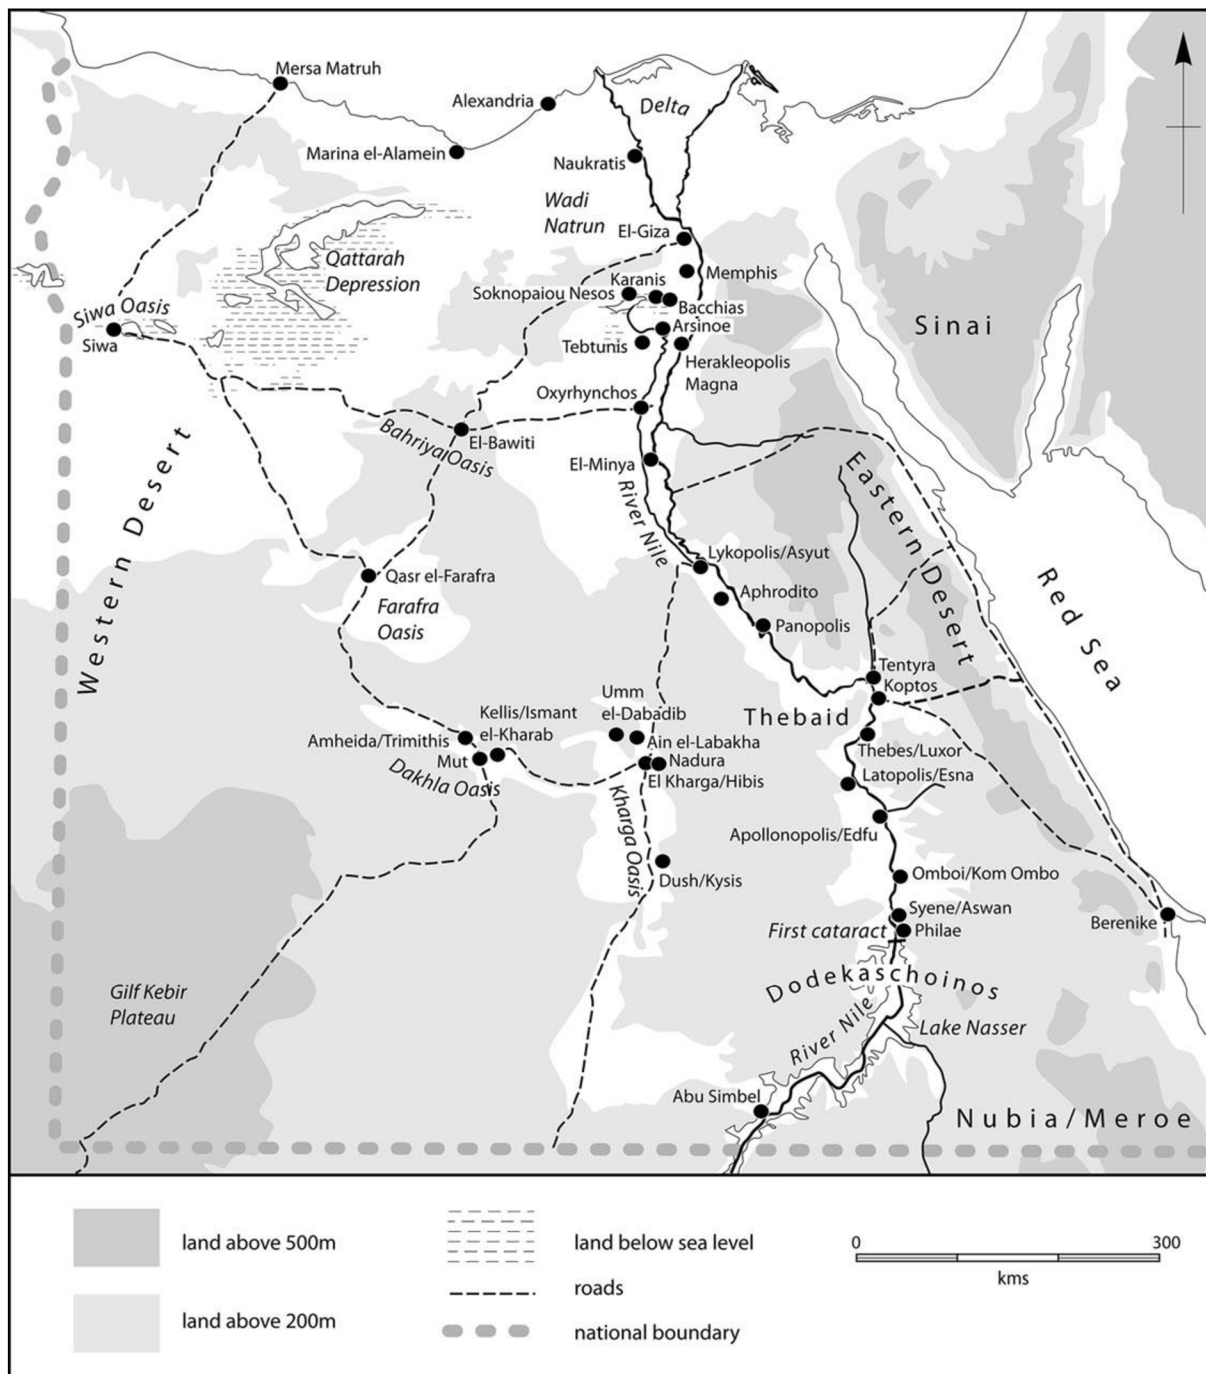 Mersa Matruh
Alexandria
Delta
Marina el-Alamein
Naukratis
Wadi
Natrun
El-Giza
Qattarah
Depression
Karanis
Memphis
Soknopaiou Nesos
Bacchias
Siwa Oasis
Arsinoe
Sinai
Siwa
Tebtunis
Herakleopolis
Magna
Oxyrhynchos
Bahriya Oasis
El-Bawiti
El-Minya
Eastern Desert
River Nile
Western Desert
Lykopolis/Asyut
Qasr el-Farafra
Aphrodito
Red Sea
Farafra
Oasis
Panopolis
Tentyra
Koptos
Umm
el-Dabadib
Kellis/Ismant
el-Kharab
Thebaid
Amheida/Trimithis
Ain el-Labakha
Thebes/Luxor
Mut
Nadura
Dakhla Oasis
El Kharga/Hibis
Latopolis/Esna
Kharga Oasis
Apollonopolis/Edfu
Dush/Kysis
Omboi/Kom Ombo
Syene/Aswan
Berenike
First cataract
Philae
Dodekaschoinos
Gilf Kebir
Plateau
River Nile
Lake Nasser
Abu Simbel
Nubia/Meroe
land above 500m
land below sea level
0 300
kms
roads
land above 200m
national boundary